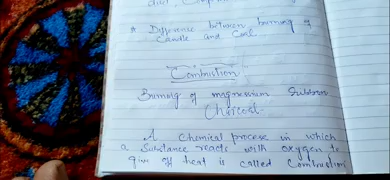 * Difference between burning of
Candle and Coal
Combustion
Burning of magnesium
Charcoal
A Chemical process in which
a Substance reacts with oxygen to
give off heat is called Combustion